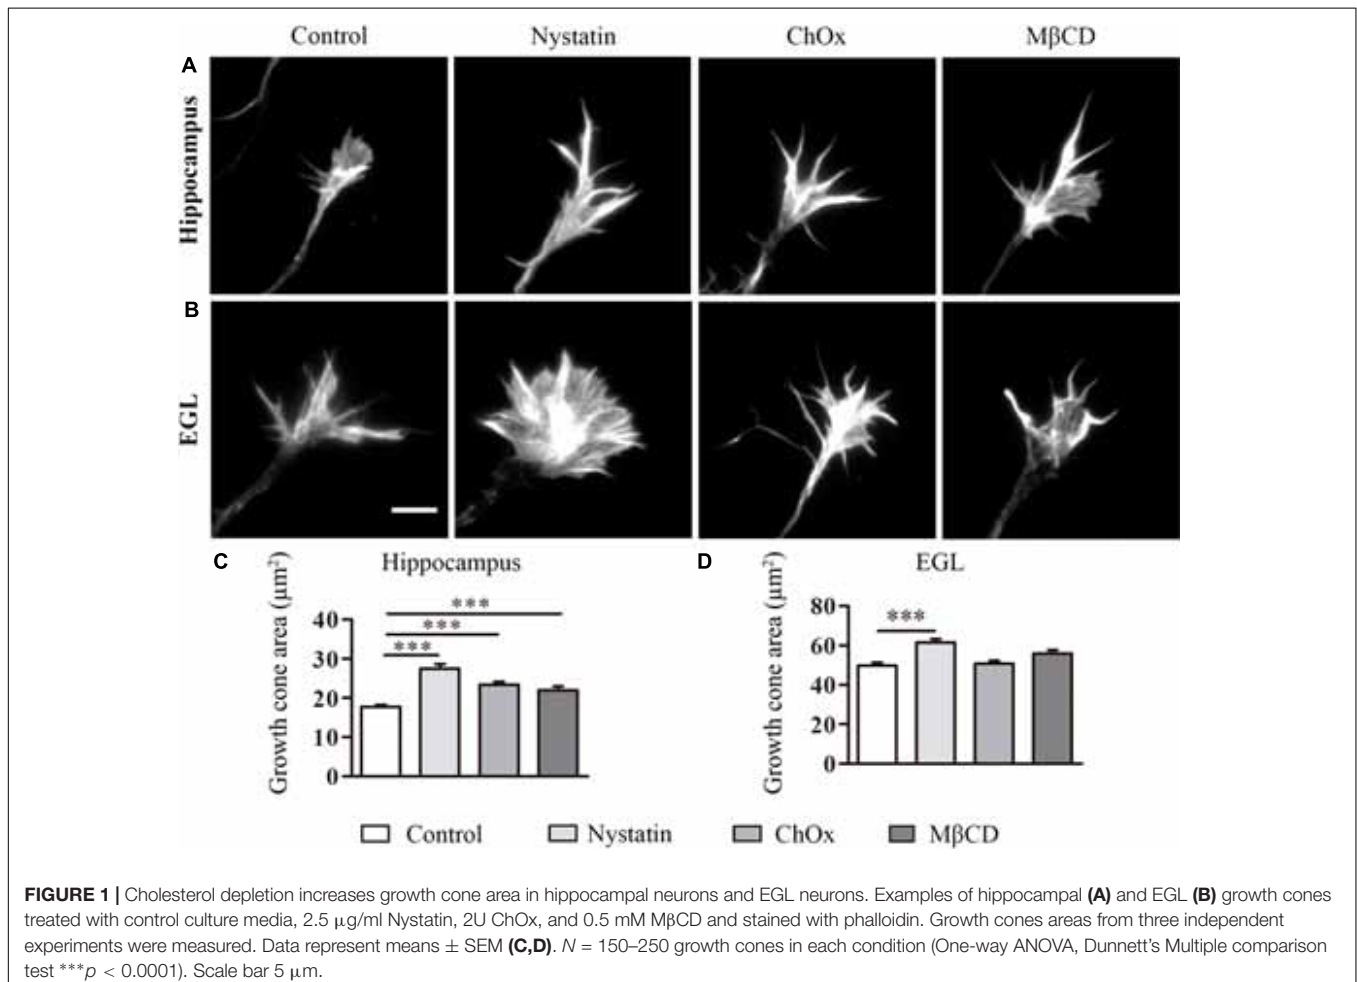 Control Nystatin ChOx MβCD
A
Hippocampus
B
EGL
C Hippocampus
D EGL
Growth cone area (μm²)
40
30
20
10
0
***
***
***
Growth cone area (μm²)
80
60
40
20
0
***
Control Nystatin ChOx MβCD
FIGURE 1 | Cholesterol depletion increases growth cone area in hippocampal neurons and EGL neurons. Examples of hippocampal (A) and EGL (B) growth cones
treated with control culture media, 2.5 μg/ml Nystatin, 2U ChOx, and 0.5 mM MβCD and stained with phalloidin. Growth cones areas from three independent
experiments were measured. Data represent means ± SEM (C,D). N = 150–250 growth cones in each condition (One-way ANOVA, Dunnett's Multiple comparison
test ***p < 0.0001). Scale bar 5 μm.